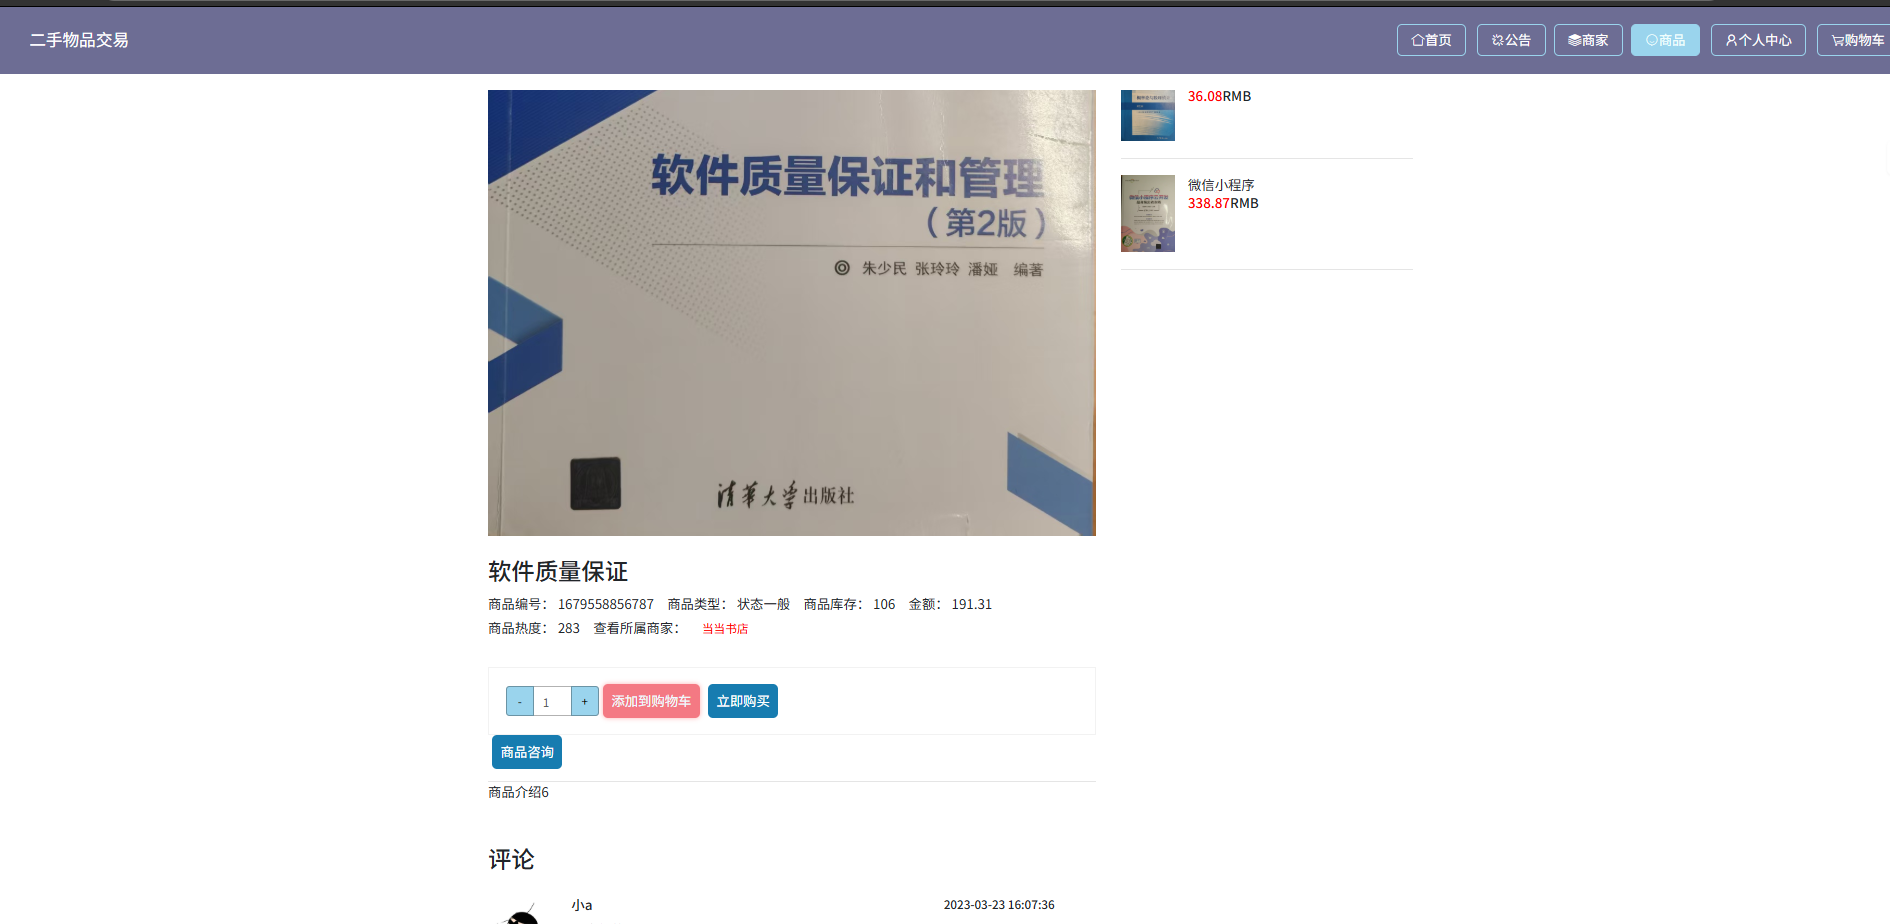 二手物品交易
首页
公告
商家
商品
个人中心
购物车
软件质量保证和管理
（第2版）
◎ 朱少民 张玲玲 潘娅 编著
清华大学出版社
36.08RMB
微信小程序
338.87RMB
软件质量保证
商品编号： 1679558856787 商品类型： 状态一般 商品库存： 106 金额： 191.31
商品热度： 283 查看所属商家： 当当书店
- 1 + 添加到购物车 立即购买
商品咨询
商品介绍6
评论
小a 2023-03-23 16:07:36